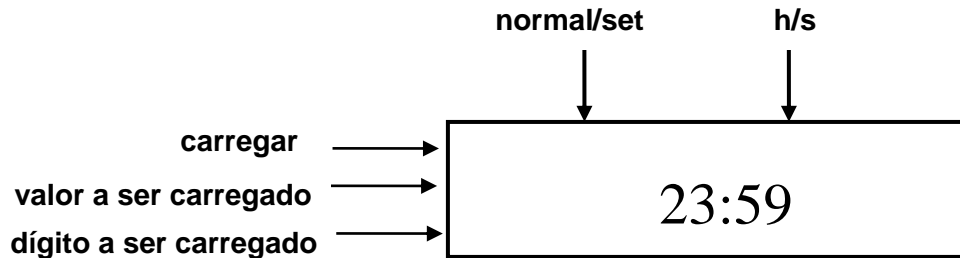 normal/set h/s
carregar
valor a ser carregado
23:59
dígito a ser carregado